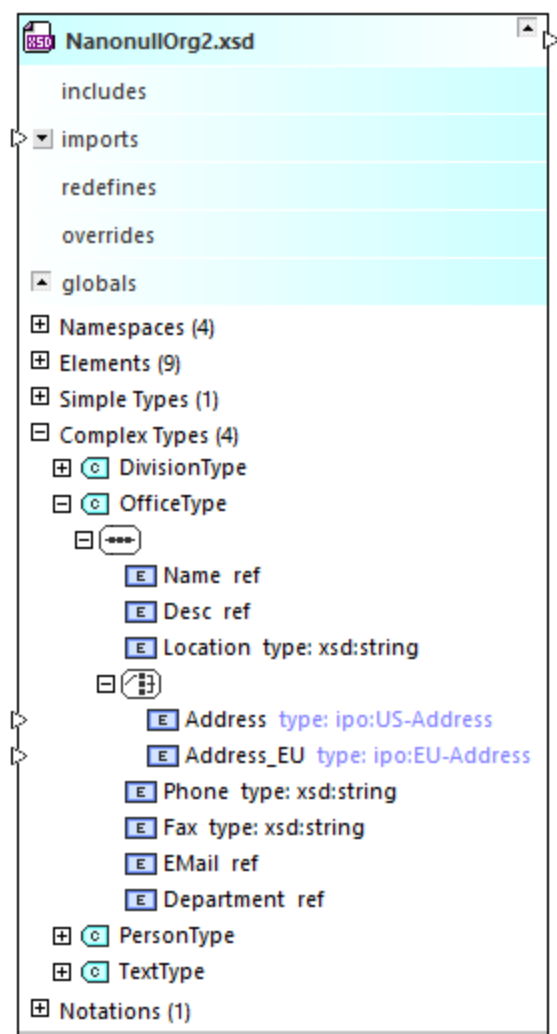 XSD NanonullOrg2.xsd
includes
imports
redefines
overrides
globals
Namespaces (4)
Elements (9)
Simple Types (1)
Complex Types (4)
C DivisionType
C OfficeType
E Name ref
E Desc ref
E Location type: xsd:string
E Address type: ipo:US-Address
E Address_EU type: ipo:EU-Address
E Phone type: xsd:string
E Fax type: xsd:string
E EMail ref
E Department ref
C PersonType
C TextType
Notations (1)